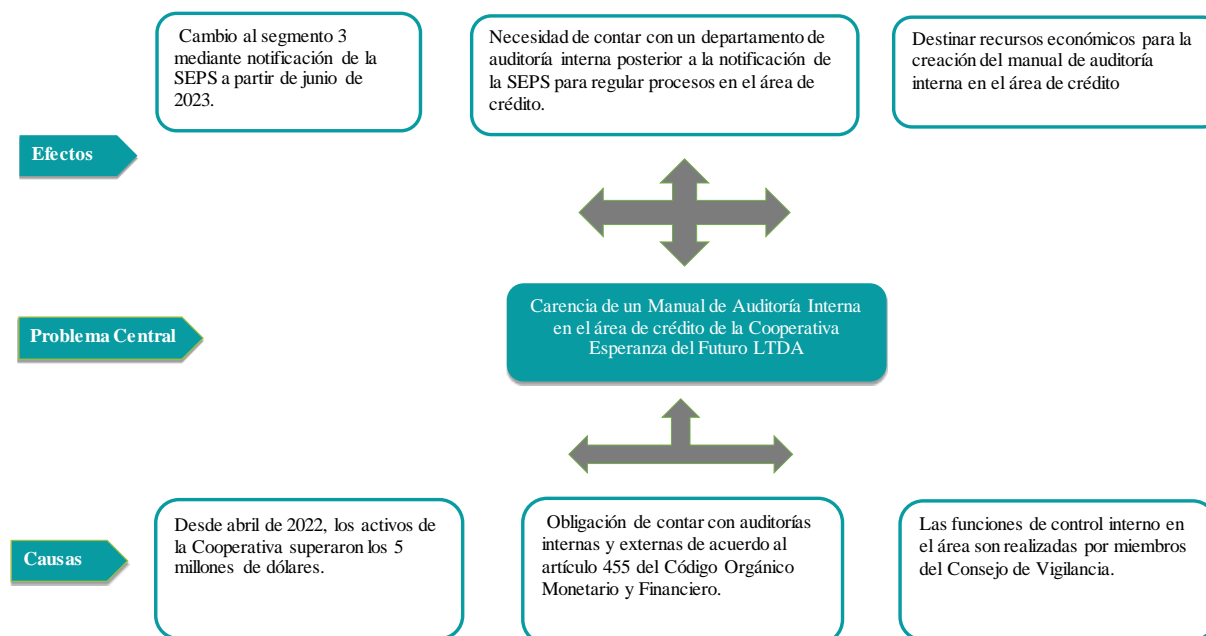 Cambio al segmento 3
mediante notificación de la
SEPS a partir de junio de
2023.
Necesidad de contar con un departamento de
auditoría interna posterior a la notificación de
la SEPS para regular procesos en el área de
crédito.
Destinar recursos económicos para la
creación del manual de auditoría
interna en el área de crédito
Efectos
Problema Central
Carencia de un Manual de Auditoría Interna
en el área de crédito de la Cooperativa
Esperanza del Futuro LTDA
Causas
Desde abril de 2022, los activos de
la Cooperativa superaron los 5
millones de dólares.
Obligación de contar con auditorías
internas y externas de acuerdo al
artículo 455 del Código Orgánico
Monetario y Financiero.
Las funciones de control interno en
el área son realizadas por miembros
del Consejo de Vigilancia.